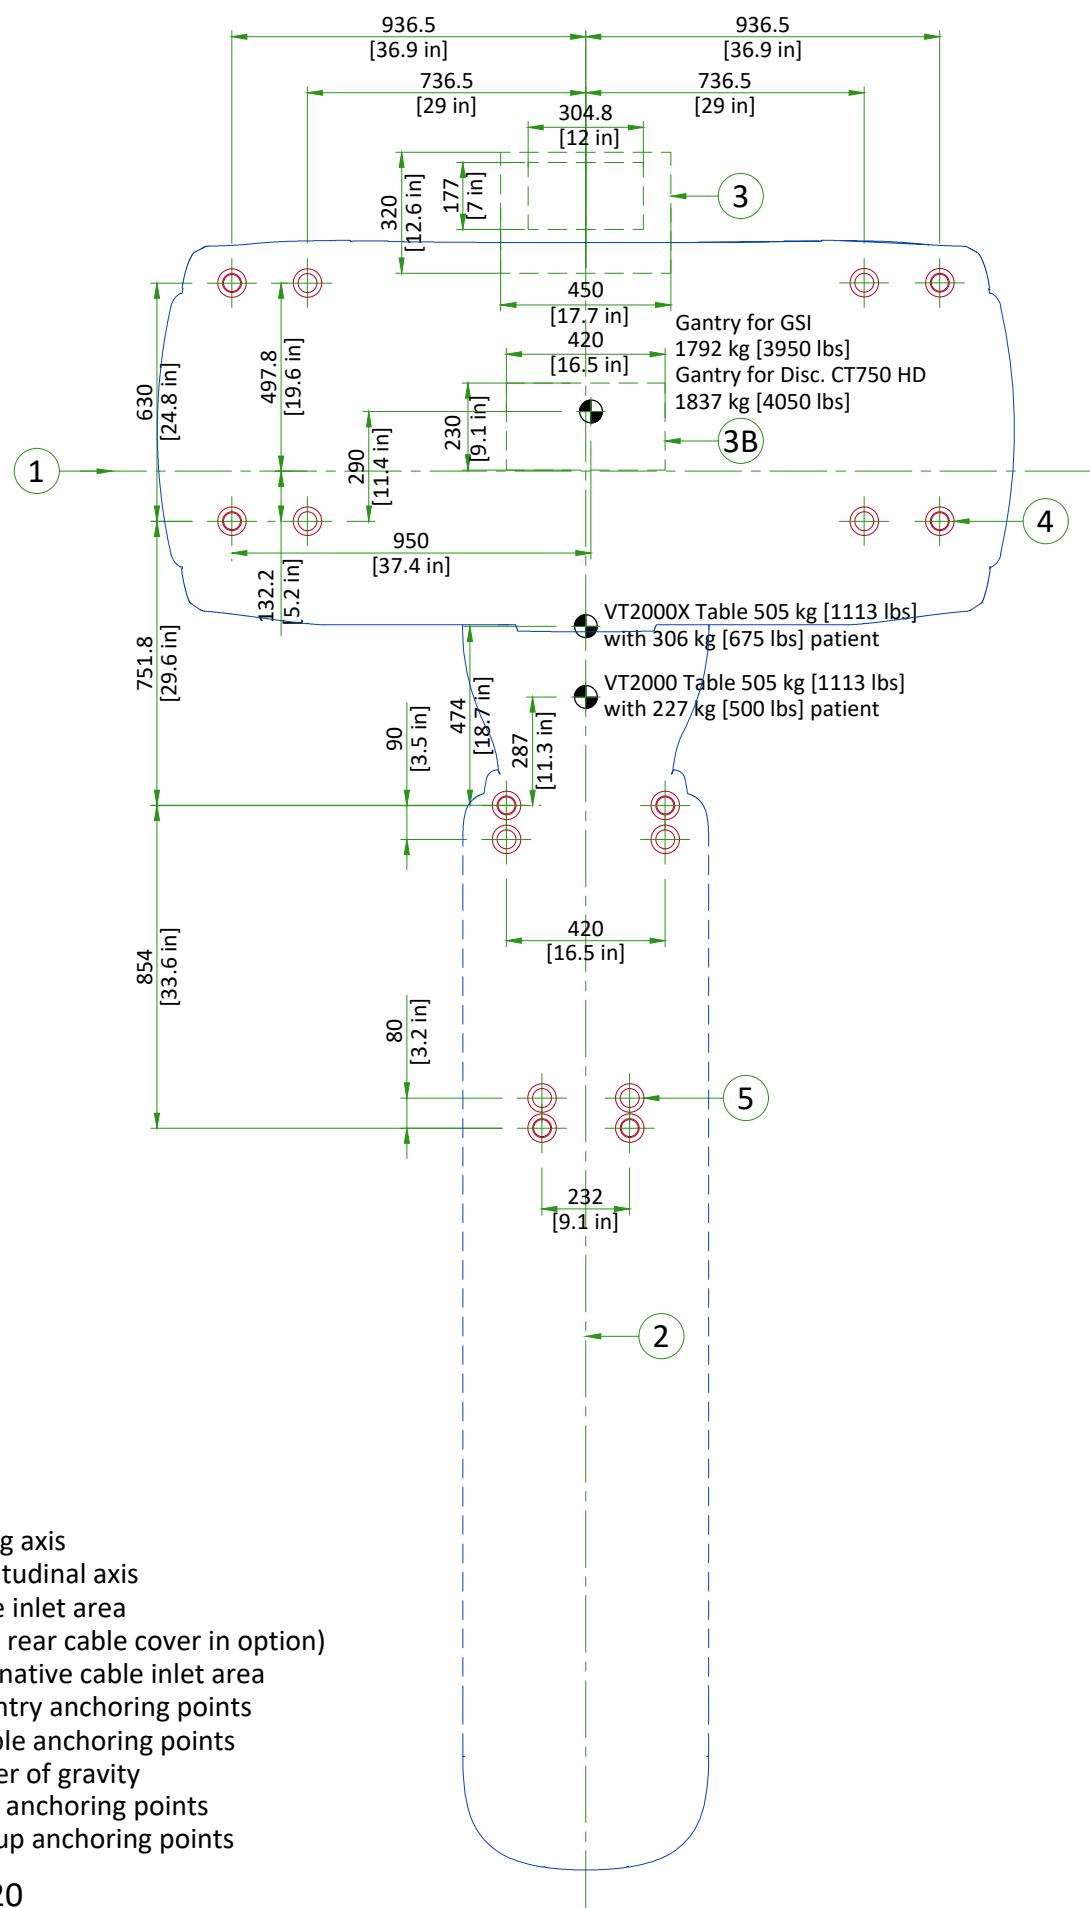 936.5
[36.9 in]
936.5
[36.9 in]
736.5
[29 in]
736.5
[29 in]
304.8
[12 in]
320
[12.6 in]
177
[7 in]
3
450
[17.7 in]
420
[16.5 in]
Gantry for GSI
1792 kg [3950 lbs]
Gantry for Disc. CT750 HD
1837 kg [4050 lbs]
630
[24.8 in]
497.8
[19.6 in]
230
[9.1 in]
290
[11.4 in]
3B
1
4
950
[37.4 in]
132.2
[5.2 in]
VT2000X Table 505 kg [1113 lbs]
with 306 kg [675 lbs] patient
VT2000 Table 505 kg [1113 lbs]
with 227 kg [500 lbs] patient
751.8
[29.6 in]
474
[18.7 in]
90
[3.5 in]
287
[11.3 in]
420
[16.5 in]
854
[33.6 in]
80
[3.2 in]
5
232
[9.1 in]
2
g axis
tudinal axis
e inlet area
rear cable cover in option)
native cable inlet area
ntry anchoring points
ble anchoring points
er of gravity
anchoring points
up anchoring points
20